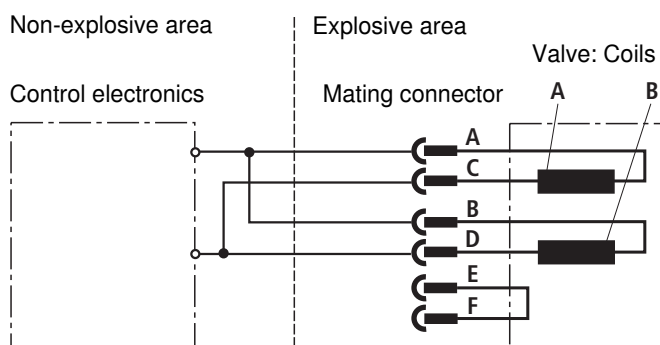 Non-explosive area
Explosive area
Valve: Coils
Control electronics
Mating connector
A
B
A
C
B
D
E
F